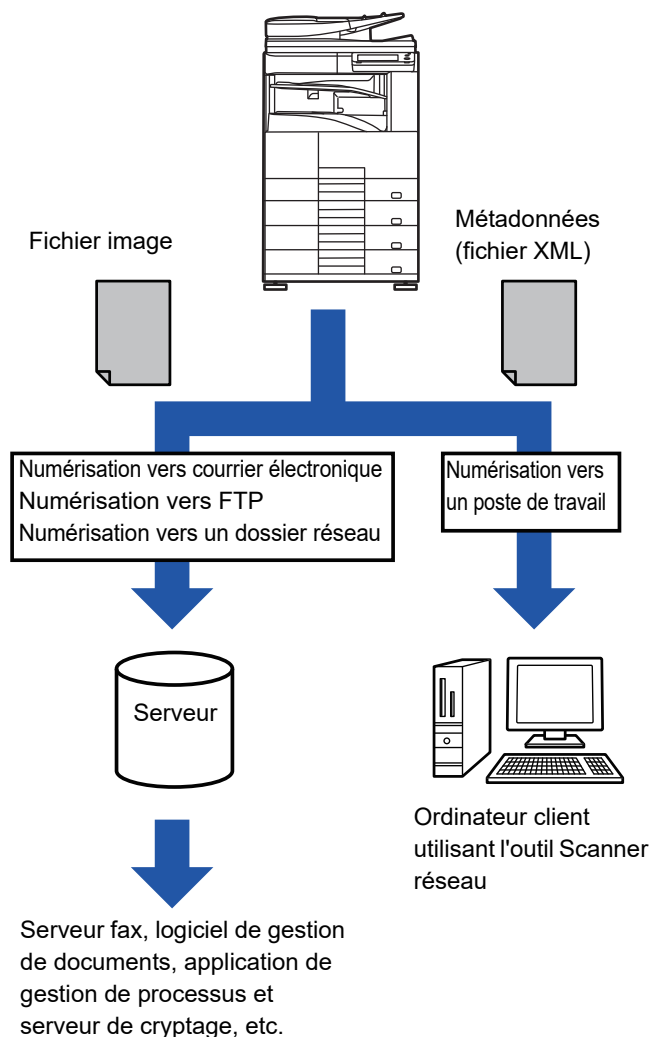 Fichier image
Métadonnées
(fichier XML)
Numérisation vers courrier électronique
Numérisation vers FTP
Numérisation vers un dossier réseau
Numérisation vers
un poste de travail
Serveur
Ordinateur client
utilisant l'outil Scanner
réseau
Serveur fax, logiciel de gestion
de documents, application de
gestion de processus et
serveur de cryptage, etc.